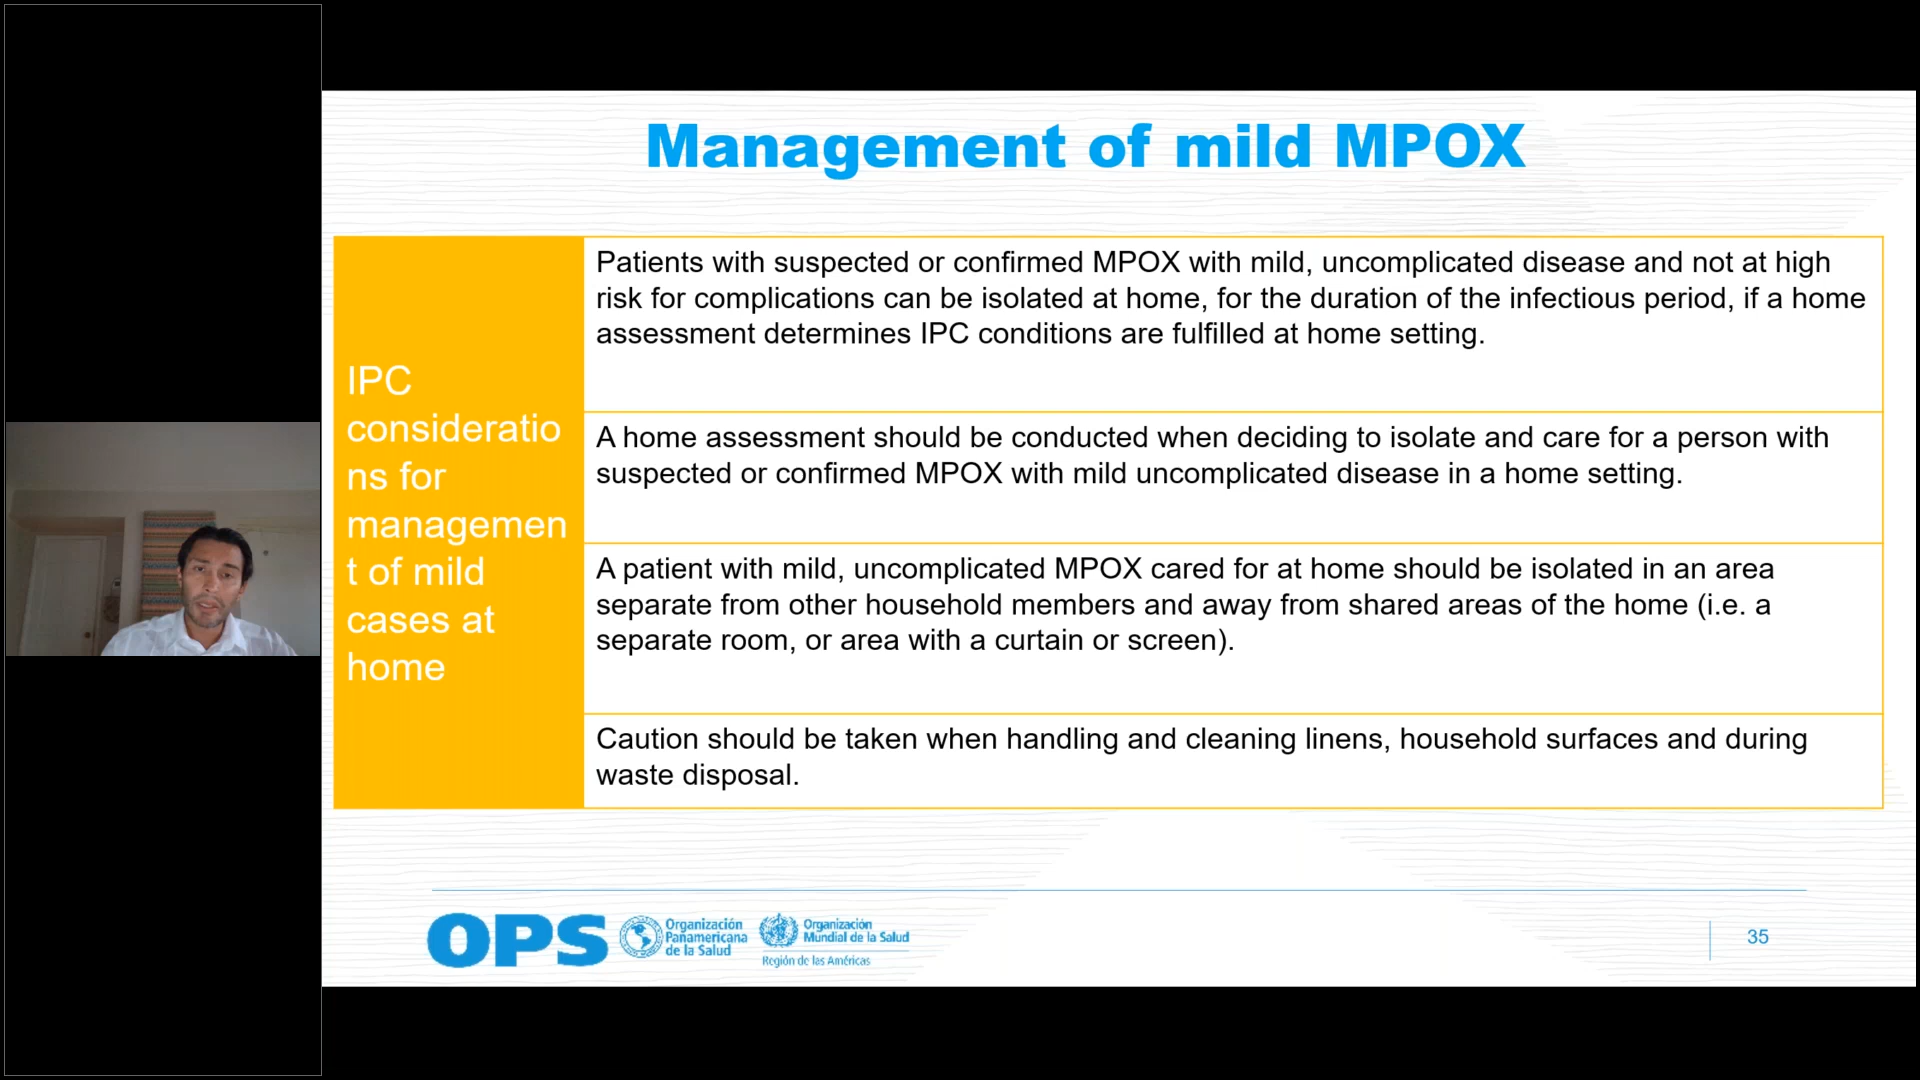 Management of mild MPOX
IPC
consideratio
ns for
managemen
t of mild
cases at
home
Patients with suspected or confirmed MPOX with mild, uncomplicated disease and not at high
risk for complications can be isolated at home, for the duration of the infectious period, if a home
assessment determines IPC conditions are fulfilled at home setting.
A home assessment should be conducted when deciding to isolate and care for a person with
suspected or confirmed MPOX with mild uncomplicated disease in a home setting.
A patient with mild, uncomplicated MPOX cared for at home should be isolated in an area
separate from other household members and away from shared areas of the home (i.e. a
separate room, or area with a curtain or screen).
Caution should be taken when handling and cleaning linens, household surfaces and during
waste disposal.
OPS
Organización
Panamericana
de la Salud
Organización
Mundial de la Salud
Región de las Américas
35